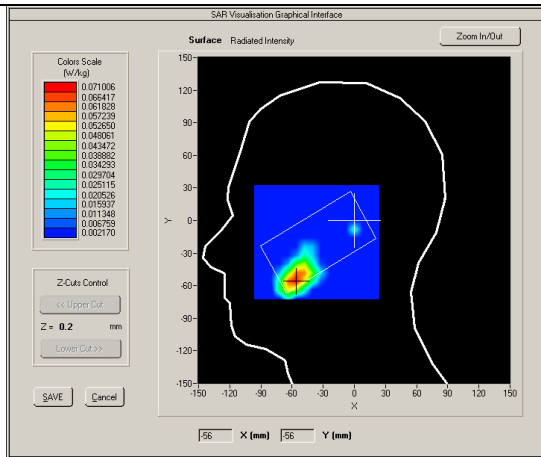 SAR Visualisation Graphical Interface
Surface Radiated Intensity
Zoom In/Out
Colors Scale
(W/kg)
0.071006
0.066417
0.061828
0.057239
0.052650
0.048061
0.043472
0.038882
0.034293
0.029704
0.025115
0.020526
0.015937
0.011348
0.006759
0.002170
Z-Cuts Control
<< Upper Cut
Z = 0.2 mm
Lower Cut >>
SAVE Cancel
150
120
90
60
30
0
-30
-60
-90
-120
-150
Y
-150 -120 -90 -60 -30 0 30 60 90 120 150
X
-56 X (mm) -56 Y (mm)